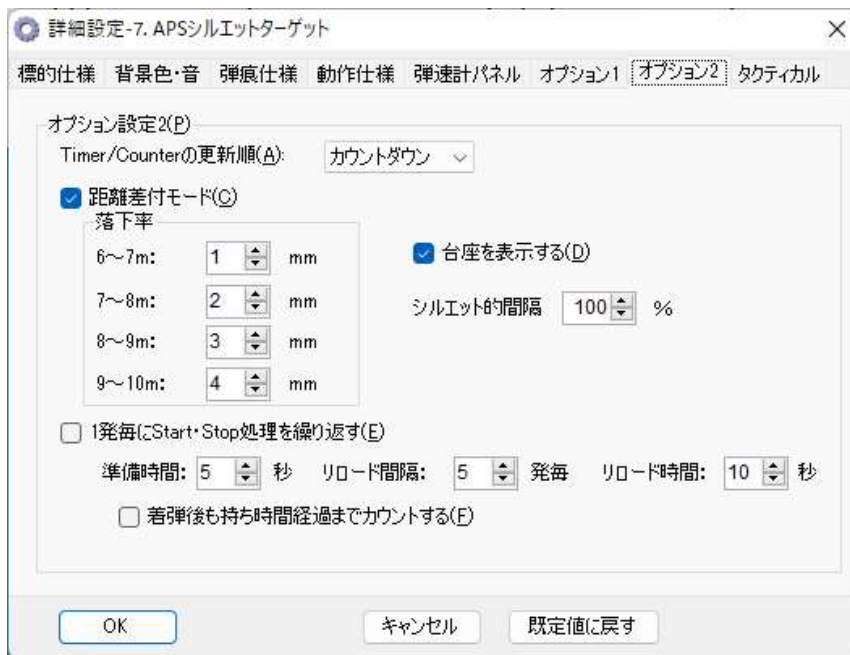 詳細設定-7. APSシルエットターゲット
標的仕様 背景色・音 弾痕仕様 動作仕様 弾速計パネル オプション1 オプション2 タクティカル
オプション設定2(P)
Timer/Counterの更新順(A): カウントダウン
距離差付モード(C)
落下率
6～7m: 1 mm
台座を表示する(D)
7～8m: 2 mm
シルエット的間隔 100 %
8～9m: 3 mm
9～10m: 4 mm
1発毎にStart・Stop処理を繰り返す(E)
準備時間: 5 秒 リロード間隔: 5 発毎 リロード時間: 10 秒
着弾後も持ち時間経過までカウントする(F)
OK キャンセル 既定値に戻す